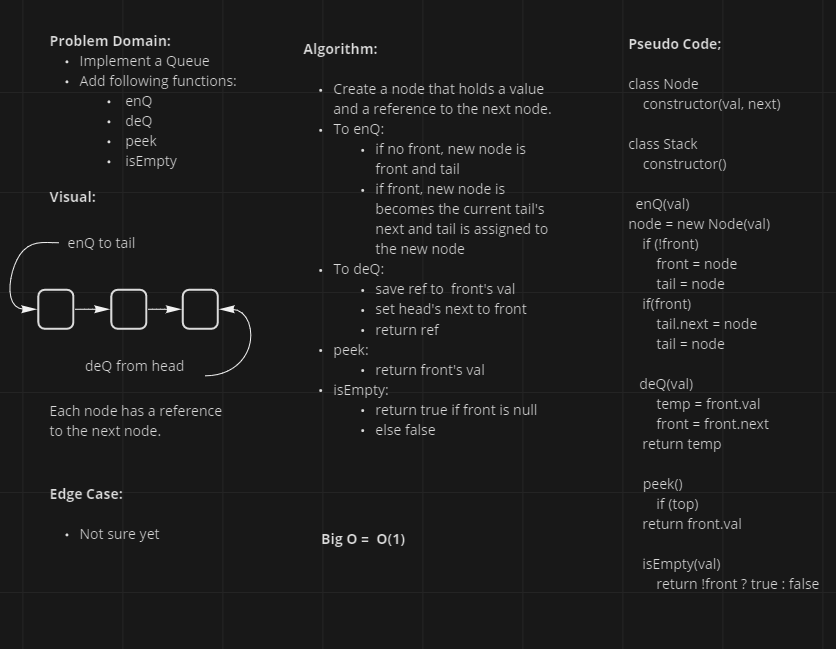 Problem Domain:
• Implement a Queue
• Add following functions:
• enQ
• deQ
• peek
• isEmpty
Visual:
enQ to tail
deQ from head
Each node has a reference
to the next node.
Edge Case:
• Not sure yet
Algorithm:
• Create a node that holds a value
and a reference to the next node.
• To enQ:
• if no front, new node is
front and tail
• if front, new node is
becomes the current tail's
next and tail is assigned to
the new node
• To deQ:
• save ref to  front's val
• set head's next to front
• return ref
• peek:
• return front's val
• isEmpty:
• return true if front is null
• else false
Big O =  O(1)
Pseudo Code;
class Node
constructor(val, next)
class Stack
constructor()
enQ(val)
node = new Node(val)
if (!front)
front = node
tail = node
if(front)
tail.next = node
tail = node
deQ(val)
temp = front.val
front = front.next
return temp
peek()
if (top)
return front.val
isEmpty(val)
return !front ? true : false